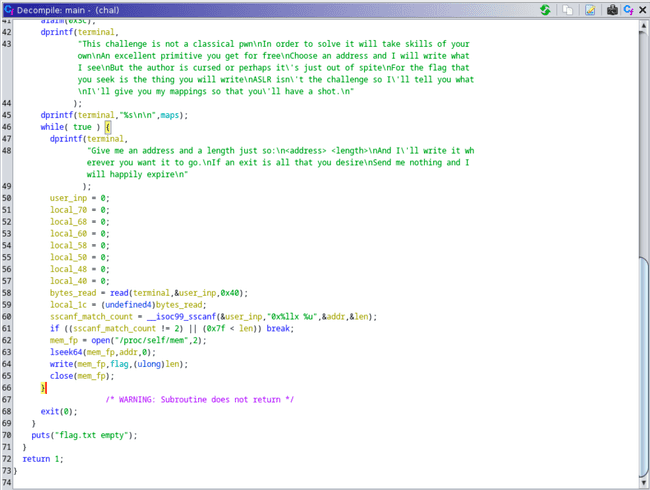 Decompile: main - (chal)
41 alarm(0x3c);
42 dprintf(terminal,
43 "This challenge is not a classical pwn\nIn order to solve it will take skills of your
own\nAn excellent primitive you get for free\nChoose an address and I will write what
I see\nBut the author is cursed or perhaps it\'s just out of spite\nFor the flag that
you seek is the thing you will write\nASLR isn\'t the challenge so I\'ll tell you what
\nI\'ll give you my mappings so that you\'ll have a shot.\n"
44 );
45 dprintf(terminal,"%s\n\n",maps);
46 while( true ) {
47 dprintf(terminal,
48 "Give me an address and a length just so:\n<address> <length>\nAnd I\'ll write it wh
erever you want it to go.\nIf an exit is all that you desire\nSend me nothing and I
will happily expire\n"
49 );
50 user_inp = 0;
51 local_70 = 0;
52 local_68 = 0;
53 local_60 = 0;
54 local_58 = 0;
55 local_50 = 0;
56 local_48 = 0;
57 local_40 = 0;
58 bytes_read = read(terminal,&user_inp,0x40);
59 local_1c = (undefined4)bytes_read;
60 sscanf_match_count = __isoc99_sscanf(&user_inp,"0x%llx %u",&addr,&len);
61 if ((sscanf_match_count != 2) || (0x7f < len)) break;
62 mem_fp = open("/proc/self/mem",2);
63 lseek64(mem_fp,addr,0);
64 write(mem_fp,flag,(ulong)len);
65 close(mem_fp);
66 }
67 /* WARNING: Subroutine does not return */
68 exit(0);
69 }
70 puts("flag.txt empty");
71 }
72 return 1;
73 }
74